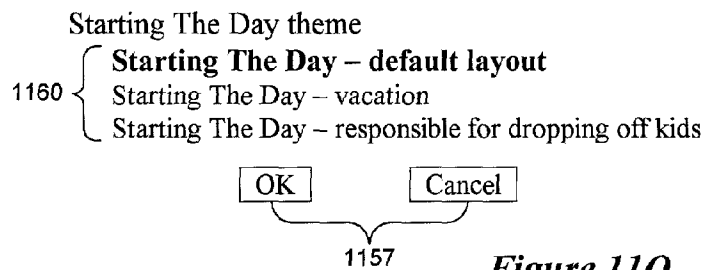 Starting The Day theme
Starting The Day – default layout
1160
Starting The Day – vacation
Starting The Day – responsible for dropping off kids
OK Cancel
1157